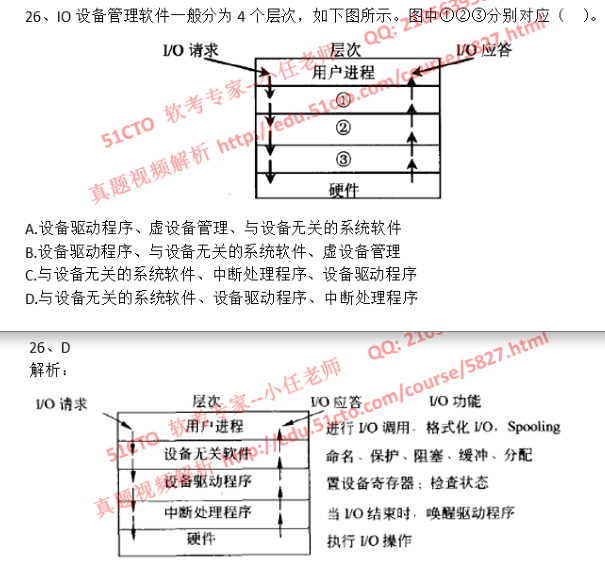 26、IO 设备管理软件一般分为 4 个层次，如下图所示。图中①②③分别对应（　）。
I/O 请求 层次 I/O 应答
用户进程
①
②
③
硬件
51CTO 软考专家--小任老师
真题视频解析 http://edu.51cto.com/course/5827.html
A.设备驱动程序、虚设备管理、与设备无关的系统软件
B.设备驱动程序、与设备无关的系统软件、虚设备管理
C.与设备无关的系统软件、中断处理程序、设备驱动程序
D.与设备无关的系统软件、设备驱动程序、中断处理程序
26、D
解析：
I/O 请求 层次 I/O 应答 I/O 功能
用户进程 进行 I/O 调用，格式化 I/O，Spooling
设备无关软件 命名、保护、阻塞、缓冲、分配
设备驱动程序 置设备寄存器；检查状态
中断处理程序 当 I/O 结束时，唤醒驱动程序
硬件 执行 I/O 操作
51CTO 软考专家--小任老师
真题视频解析 http://edu.51cto.com/course/5827.html